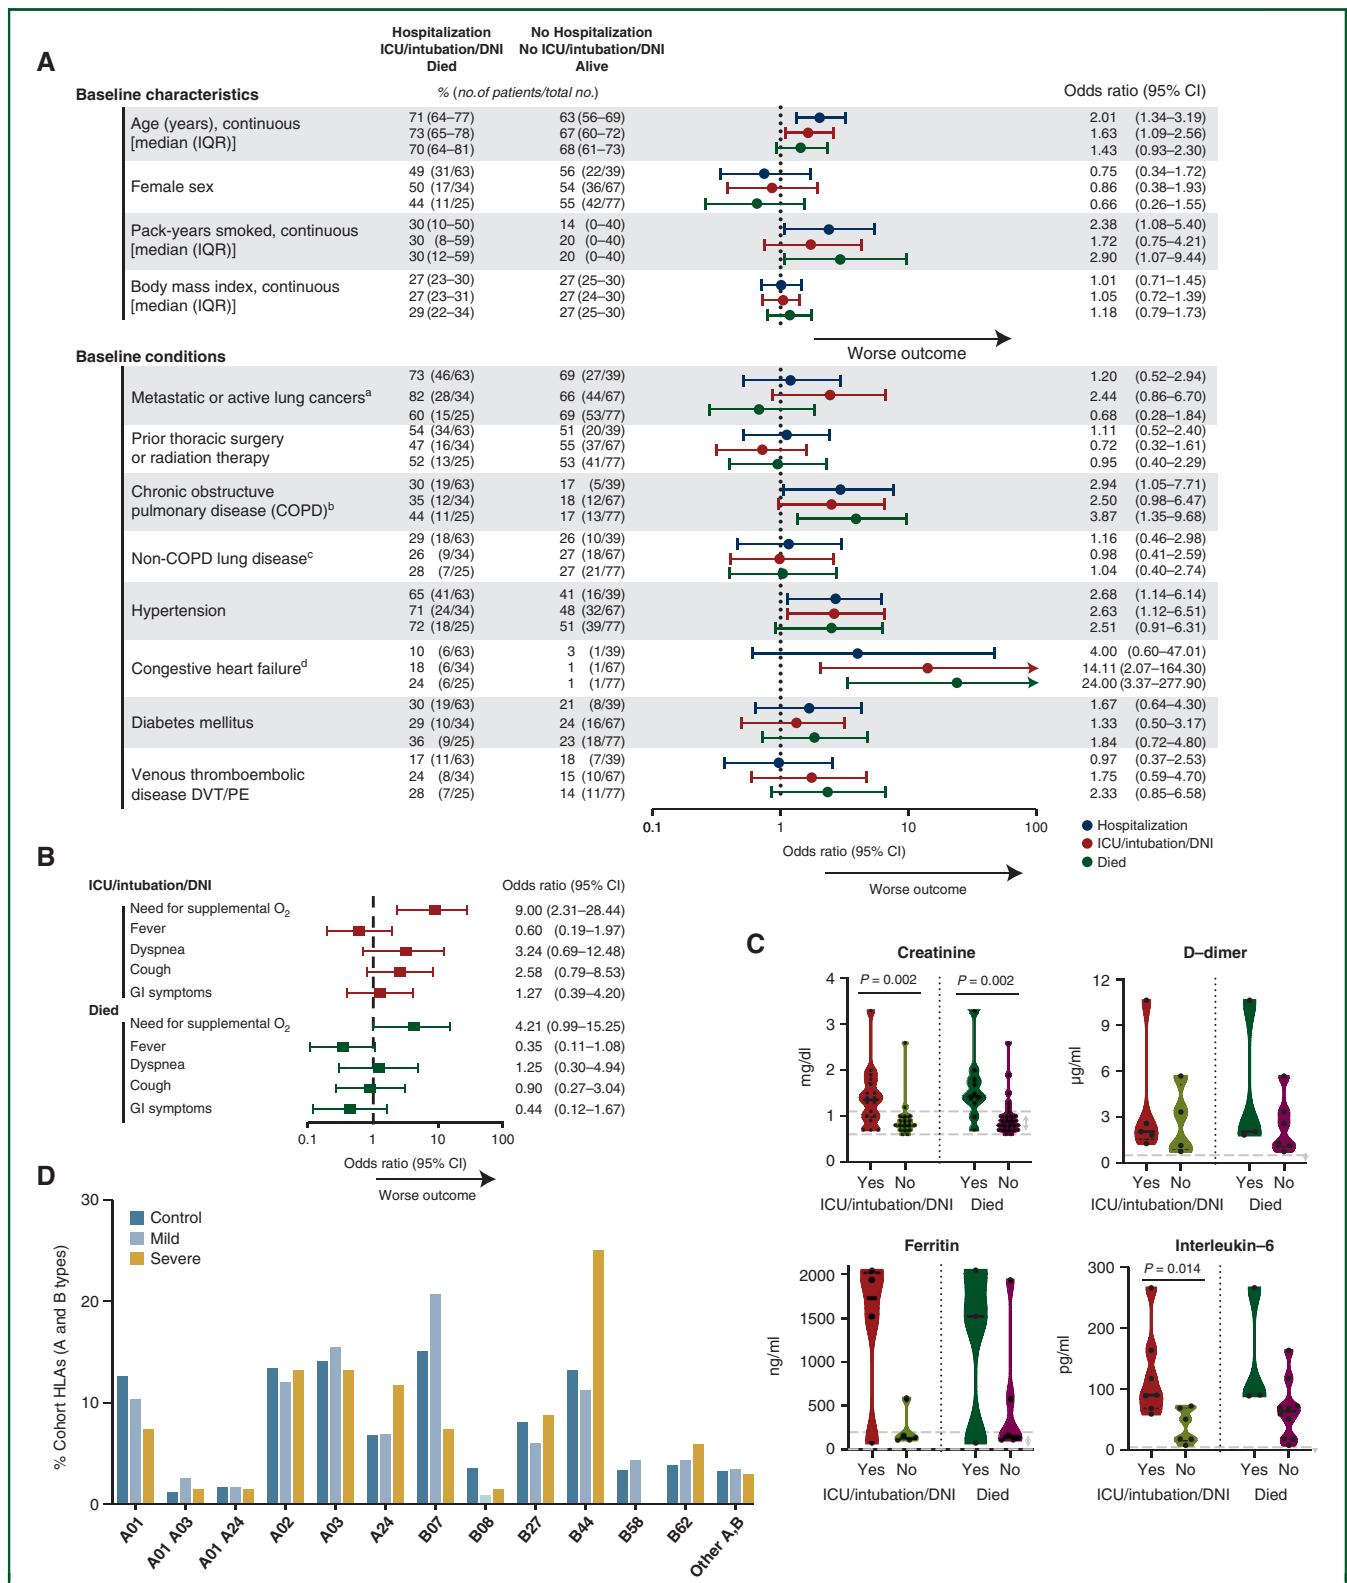 A
Hospitalization
ICU/intubation/DNI
Died
No Hospitalization
No ICU/intubation/DNI
Alive
Baseline characteristics
% (no.of patients/total no.)
Odds ratio (95% CI)
Age (years), continuous
[median (IQR)]
71 (64–77) 63 (56–69) 2.01 (1.34–3.19)
73 (65–78) 67 (60–72) 1.63 (1.09–2.56)
70 (64–81) 68 (61–73) 1.43 (0.93–2.30)
Female sex
49 (31/63) 56 (22/39) 0.75 (0.34–1.72)
50 (17/34) 54 (36/67) 0.86 (0.38–1.93)
44 (11/25) 55 (42/77) 0.66 (0.26–1.55)
Pack-years smoked, continuous
[median (IQR)]
30 (10–50) 14 (0–40) 2.38 (1.08–5.40)
30 (8–59) 20 (0–40) 1.72 (0.75–4.21)
30 (12–59) 20 (0–40) 2.90 (1.07–9.44)
Body mass index, continuous
[median (IQR)]
27 (23–30) 27 (25–30) 1.01 (0.71–1.45)
27 (23–31) 27 (24–30) 1.05 (0.72–1.39)
29 (22–34) 27 (25–30) 1.18 (0.79–1.73)
Worse outcome
Baseline conditions
Metastatic or active lung cancersa
73 (46/63) 69 (27/39) 1.20 (0.52–2.94)
82 (28/34) 66 (44/67) 2.44 (0.86–6.70)
60 (15/25) 69 (53/77) 0.68 (0.28–1.84)
Prior thoracic surgery
or radiation therapy
54 (34/63) 51 (20/39) 1.11 (0.52–2.40)
47 (16/34) 55 (37/67) 0.72 (0.32–1.61)
52 (13/25) 53 (41/77) 0.95 (0.40–2.29)
Chronic obstructuve
pulmonary disease (COPD)b
30 (19/63) 17 (5/39) 2.94 (1.05–7.71)
35 (12/34) 18 (12/67) 2.50 (0.98–6.47)
44 (11/25) 17 (13/77) 3.87 (1.35–9.68)
Non-COPD lung diseasec
29 (18/63) 26 (10/39) 1.16 (0.46–2.98)
26 (9/34) 27 (18/67) 0.98 (0.41–2.59)
28 (7/25) 27 (21/77) 1.04 (0.40–2.74)
Hypertension
65 (41/63) 41 (16/39) 2.68 (1.14–6.14)
71 (24/34) 48 (32/67) 2.63 (1.12–6.51)
72 (18/25) 51 (39/77) 2.51 (0.91–6.31)
Congestive heart failured
10 (6/63) 3 (1/39) 4.00 (0.60–47.01)
18 (6/34) 1 (1/67) 14.11 (2.07–164.30)
24 (6/25) 1 (1/77) 24.00 (3.37–277.90)
Diabetes mellitus
30 (19/63) 21 (8/39) 1.67 (0.64–4.30)
29 (10/34) 24 (16/67) 1.33 (0.50–3.17)
36 (9/25) 23 (18/77) 1.84 (0.72–4.80)
Venous thromboembolic
disease DVT/PE
17 (11/63) 18 (7/39) 0.97 (0.37–2.53)
24 (8/34) 15 (10/67) 1.75 (0.59–4.70)
28 (7/25) 14 (11/77) 2.33 (0.85–6.58)
0.1 1 10 100
Odds ratio (95% CI)
Worse outcome
Hospitalization
ICU/intubation/DNI
Died
B
ICU/intubation/DNI Odds ratio (95% CI)
Need for supplemental O2 9.00 (2.31–28.44)
Fever 0.60 (0.19–1.97)
Dyspnea 3.24 (0.69–12.48)
Cough 2.58 (0.79–8.53)
GI symptoms 1.27 (0.39–4.20)
Died
Need for supplemental O2 4.21 (0.99–15.25)
Fever 0.35 (0.11–1.08)
Dyspnea 1.25 (0.30–4.94)
Cough 0.90 (0.27–3.04)
GI symptoms 0.44 (0.12–1.67)
0.1 1 10 100
Odds ratio (95% CI)
Worse outcome
C
Creatinine
P = 0.002 P = 0.002
mg/dl
4
3
2
1
0
Yes No Yes No
ICU/intubation/DNI Died
D–dimer
µg/ml
12
9
6
3
0
Yes No Yes No
ICU/intubation/DNI Died
Ferritin
ng/ml
2000
1500
1000
500
0
Yes No Yes No
ICU/intubation/DNI Died
Interleukin–6
P = 0.014
pg/ml
300
200
100
0
Yes No Yes No
ICU/intubation/DNI Died
D
% Cohort HLAs (A and B types)
30
20
10
0
Control
Mild
Severe
A01 A01 A03 A01 A24 A02 A03 A24 B07 B08 B27 B44 B58 B62 Other A,B